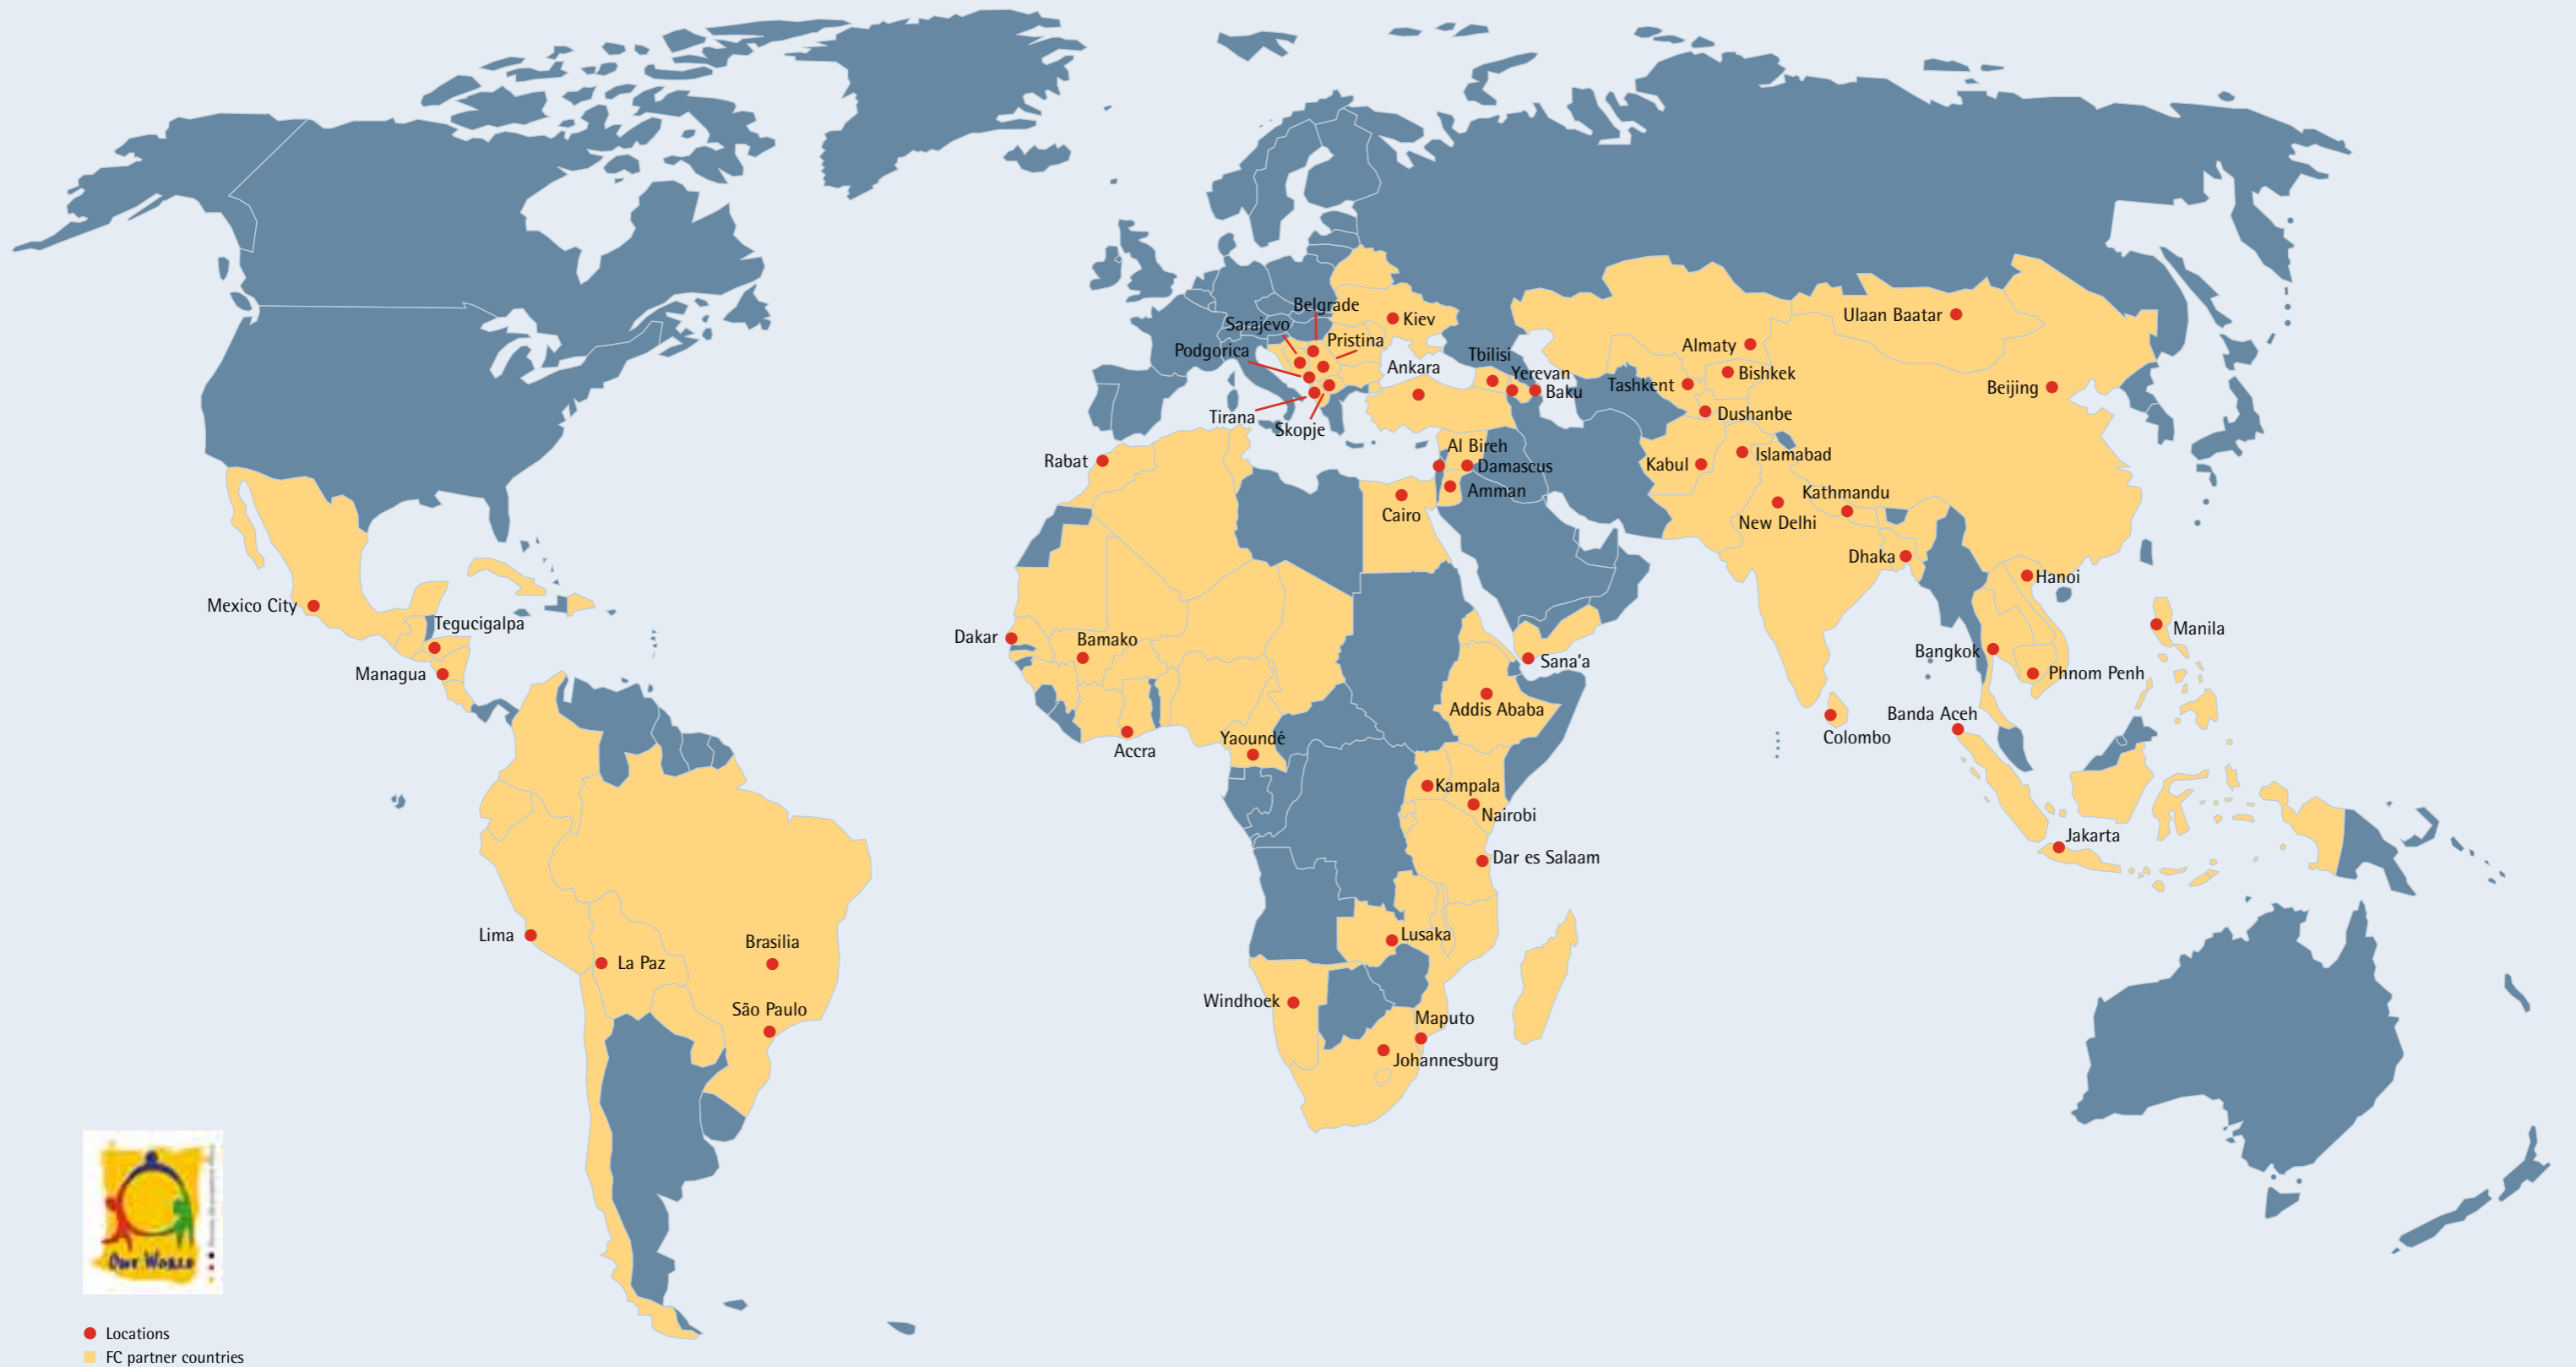 Belgrade
Sarajevo
Kiev
Pristina
Podgorica
Ulaan Baatar
Almaty
Tbilisi
Ankara
Yerevan
Bishkek
Tashkent
Baku
Beijing
Dushanbe
Tirana
Skopje
Al Bireh
Rabat
Islamabad
Kabul
Damascus
Amman
Kathmandu
Cairo
New Delhi
Dhaka
Hanoi
Mexico City
Tegucigalpa
Manila
Dakar
Bamako
Bangkok
Sana'a
Managua
Phnom Penh
Addis Ababa
Banda Aceh
Yaoundé
Colombo
Accra
Kampala
Nairobi
Jakarta
Dar es Salaam
Lima
Lusaka
Brasilia
La Paz
Windhoek
São Paulo
Maputo
Johannesburg
Our World
Locations
FC partner countries